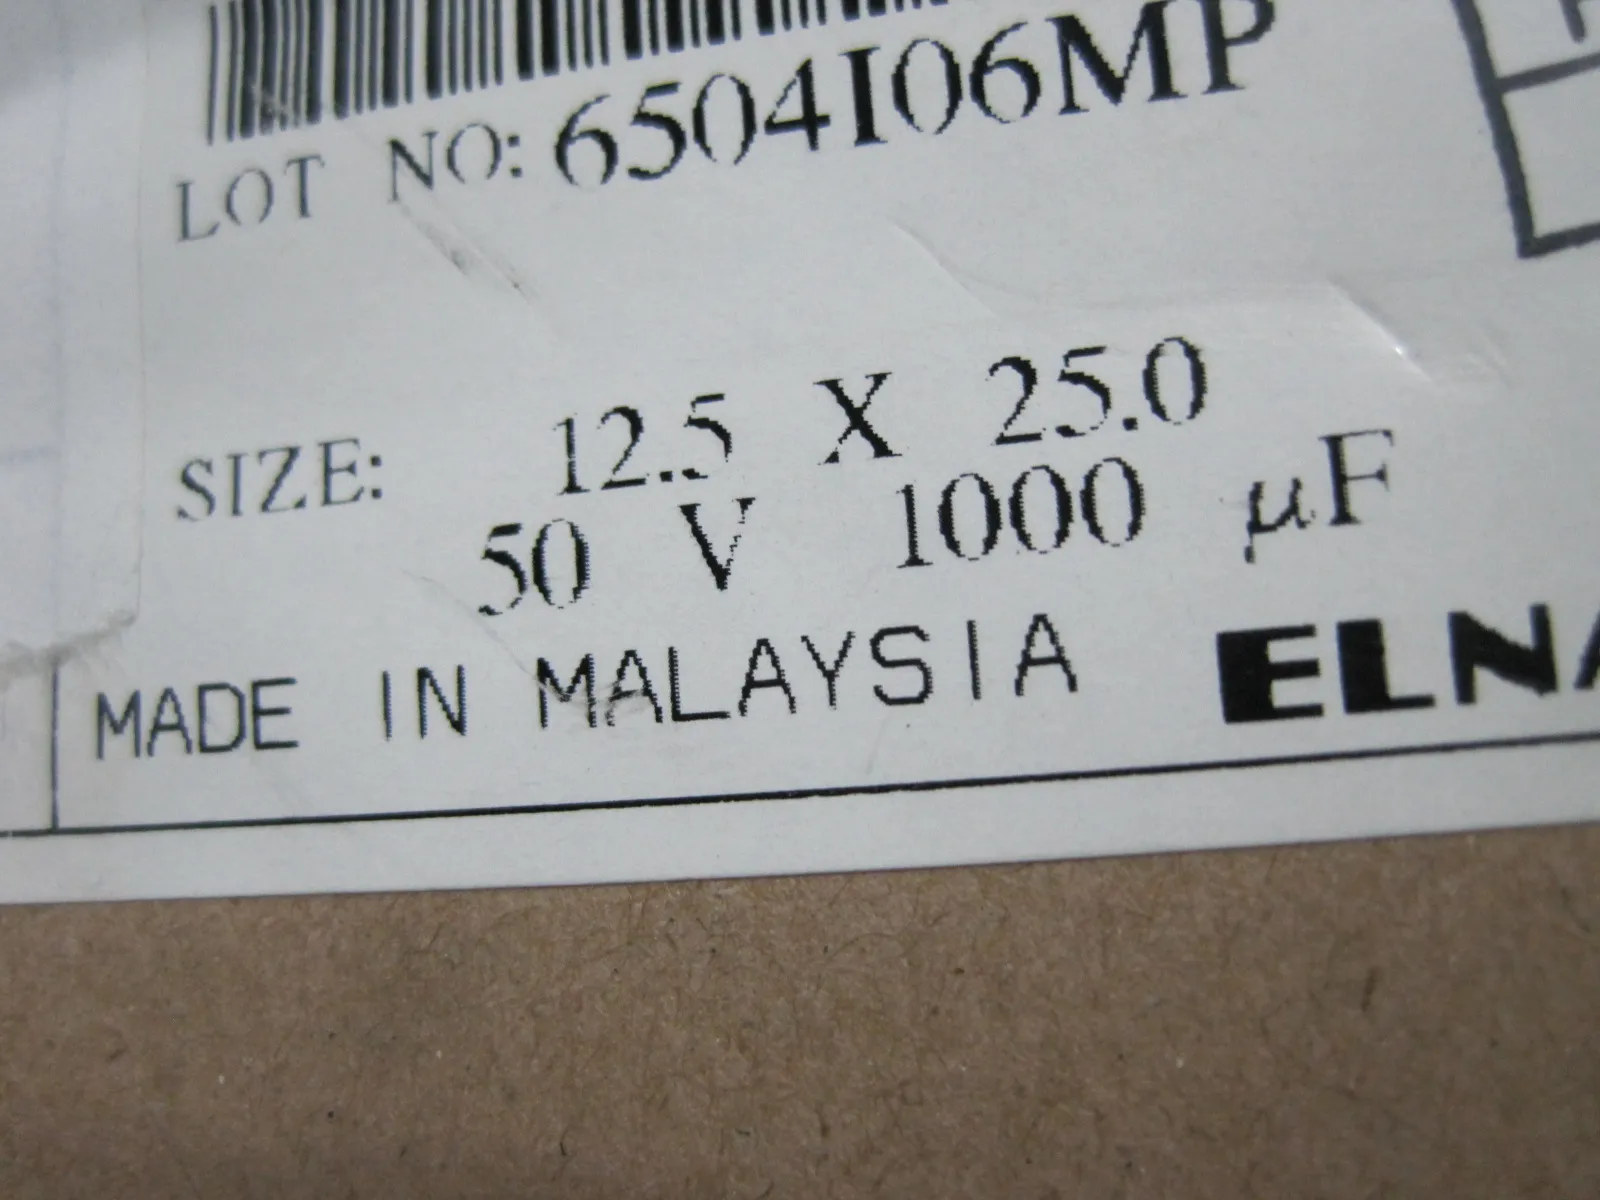 LOT NO: 6504I06MP
SIZE: 12.5 X 25.0
50 V 1000 µF
MADE IN MALAYSIA ELNA